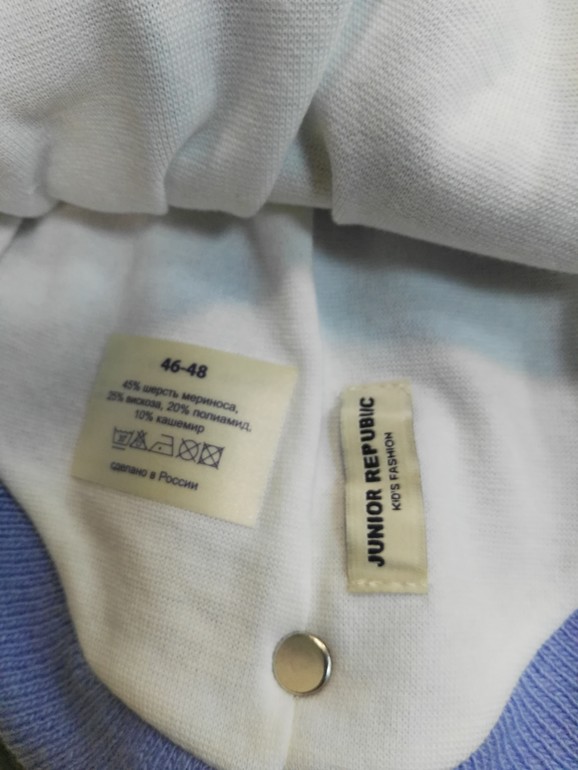 46-48
45% шерсть мериноса,
25% вискоза, 20% полиамид,
10% кашемир
сделано в России
JUNIOR REPUBLIC
KID'S FASHION